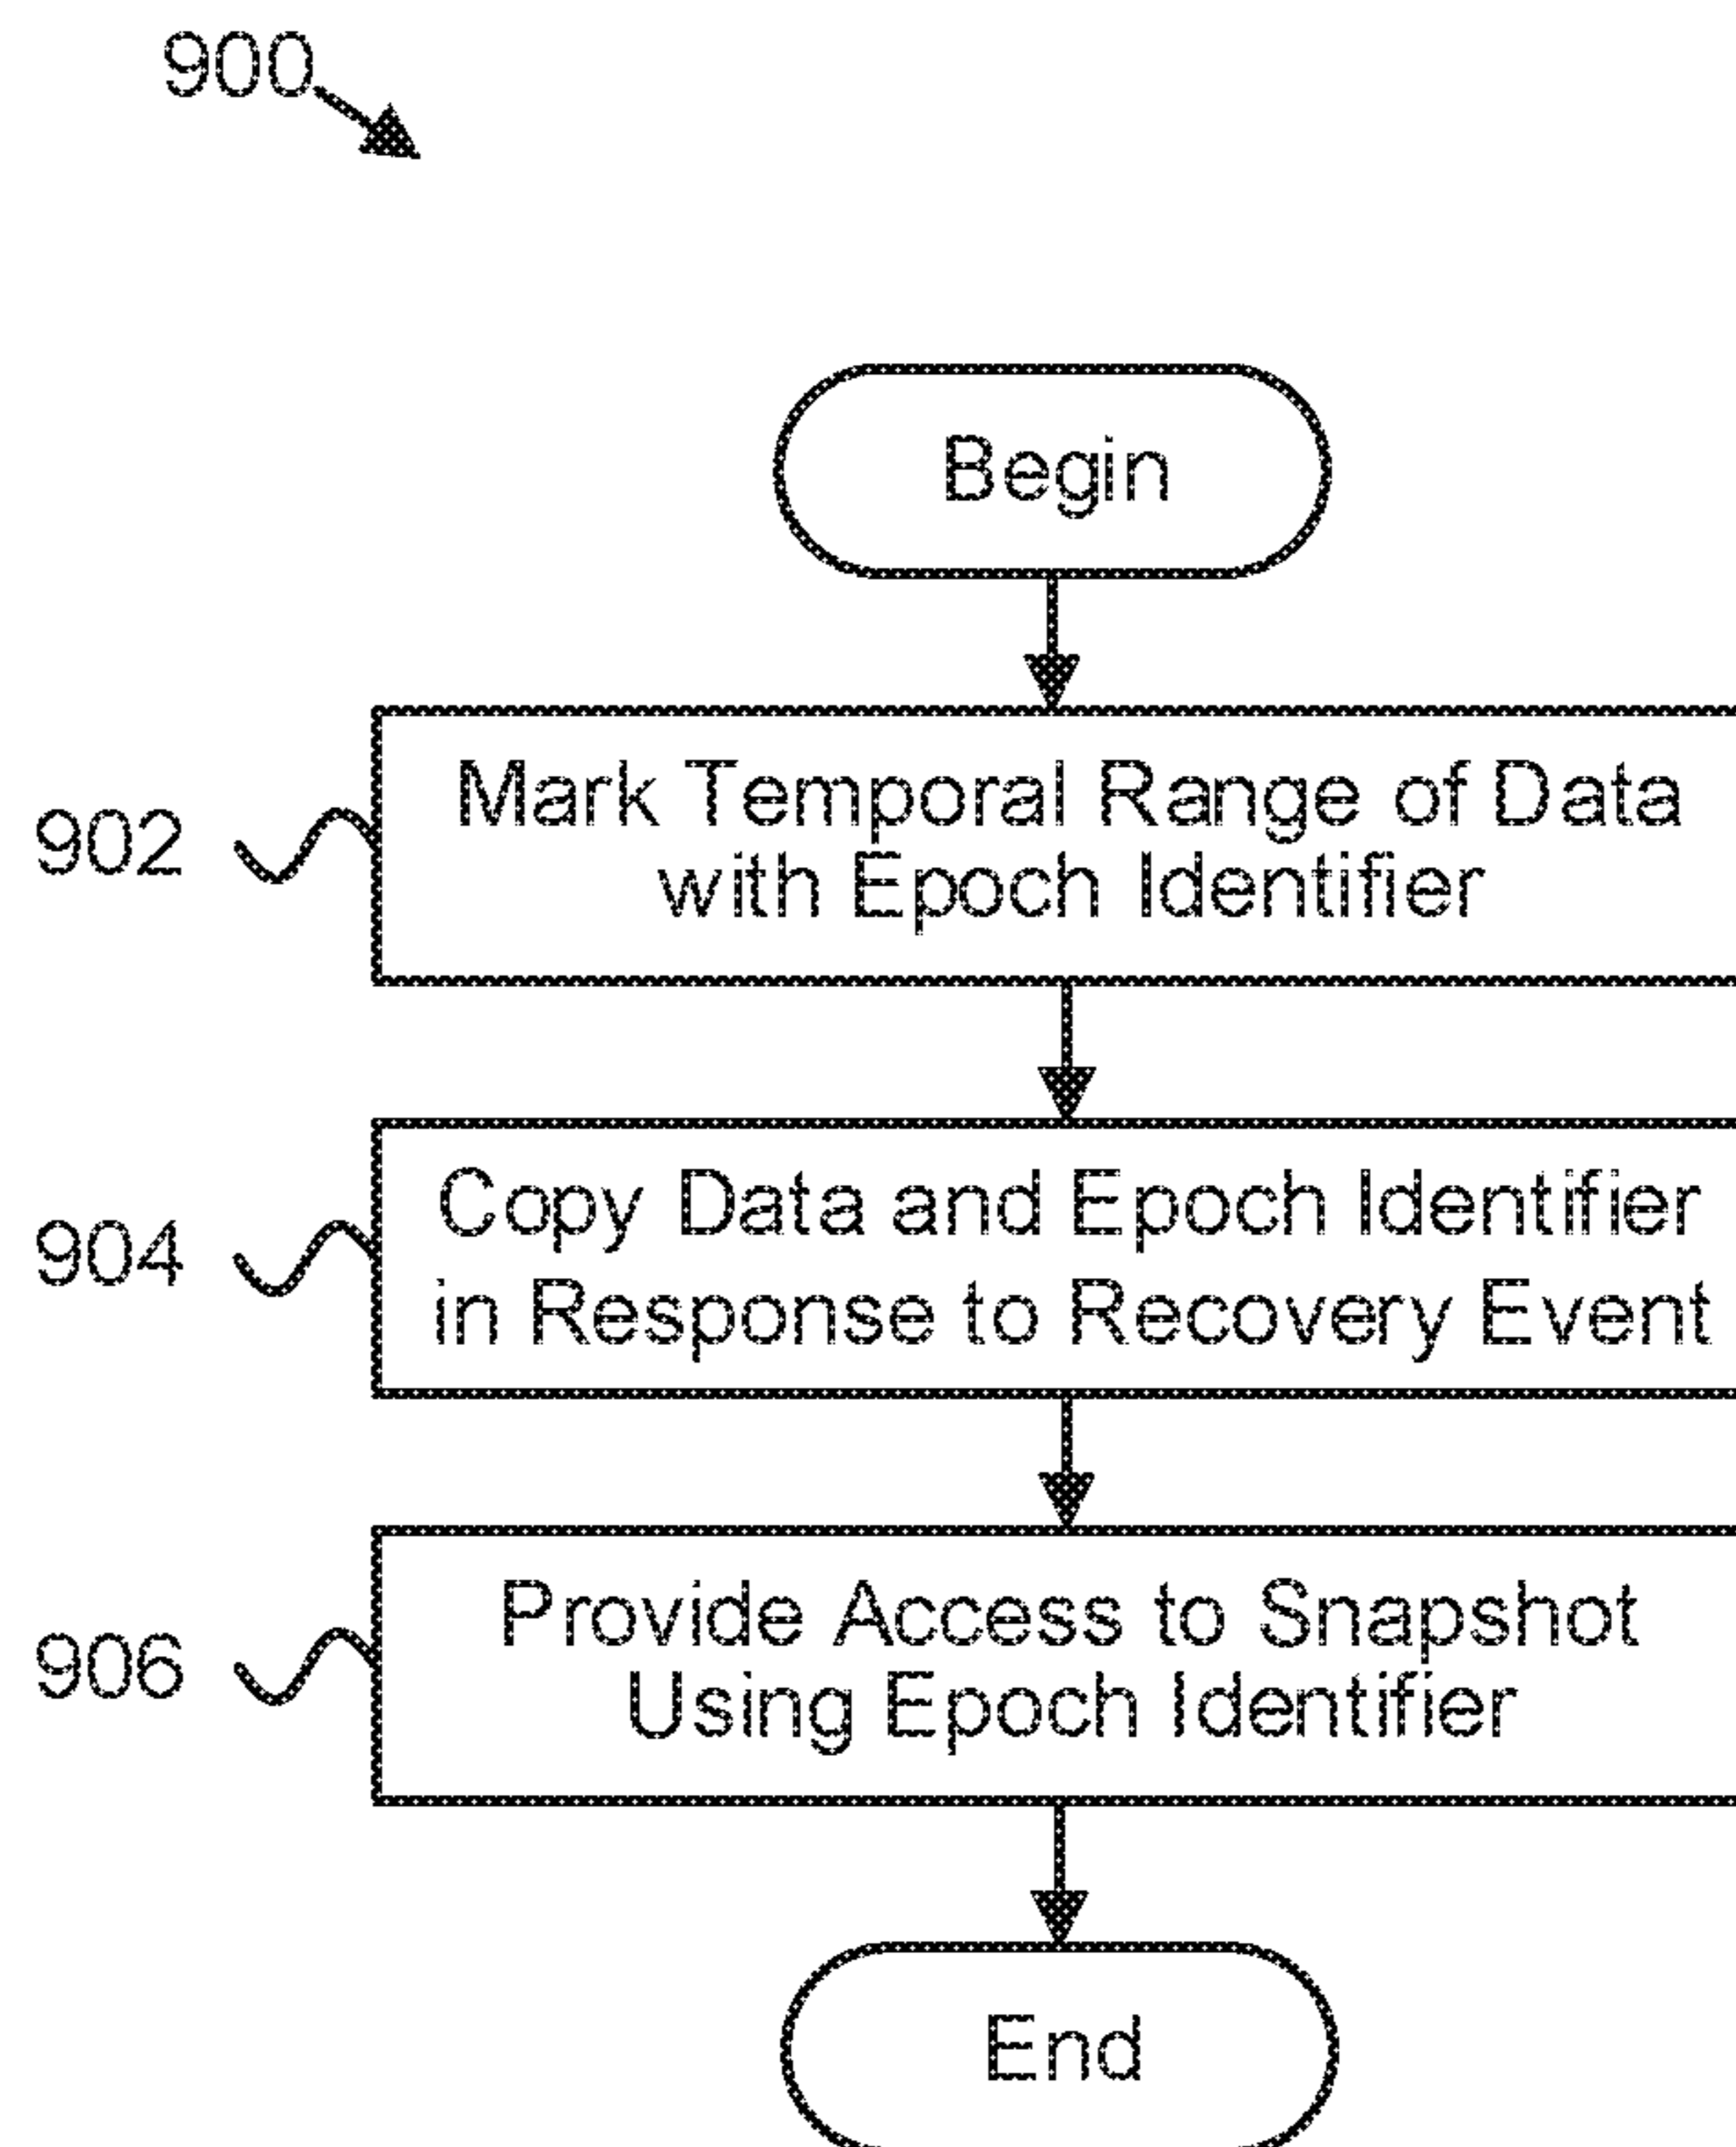 900
Begin
902
Mark Temporal Range of Data
with Epoch Identifier
904
Copy Data and Epoch Identifier
in Response to Recovery Event
906
Provide Access to Snapshot
Using Epoch Identifier
End